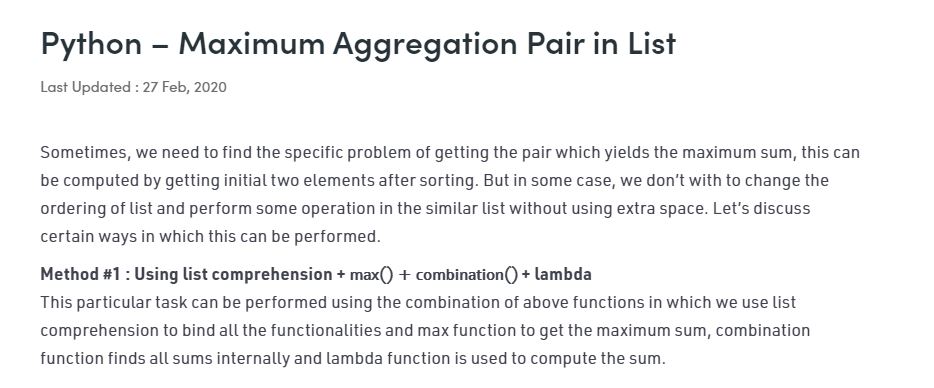 Python – Maximum Aggregation Pair in List
Last Updated : 27 Feb, 2020
Sometimes, we need to find the specific problem of getting the pair which yields the maximum sum, this can
be computed by getting initial two elements after sorting. But in some case, we don’t with to change the
ordering of list and perform some operation in the similar list without using extra space. Let’s discuss
certain ways in which this can be performed.
Method #1 : Using list comprehension + max() + combination() + lambda
This particular task can be performed using the combination of above functions in which we use list
comprehension to bind all the functionalities and max function to get the maximum sum, combination
function finds all sums internally and lambda function is used to compute the sum.